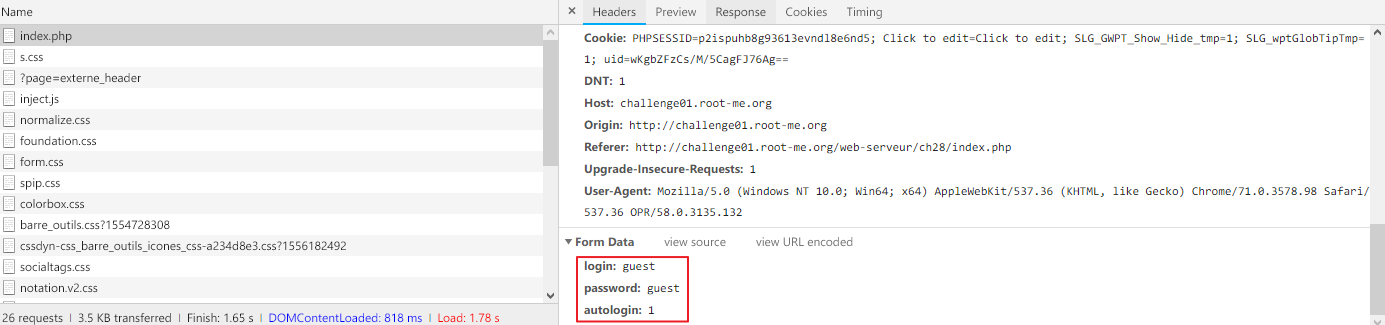 Name
index.php
s.css
?page=externe_header
inject.js
normalize.css
foundation.css
form.css
spip.css
colorbox.css
barre_outils.css?1554728308
cssdyn-css_barre_outils_icones_css-a234d8e3.css?1556182492
socialtags.css
notation.v2.css
26 requests | 3.5 KB transferred | Finish: 1.65 s | DOMContentLoaded: 818 ms | Load: 1.78 s
× Headers Preview Response Cookies Timing
Cookie: PHPSESSID=p2ispuhb8g93613evndl8e6nd5; Click to edit=Click to edit; SLG_GWPT_Show_Hide_tmp=1; SLG_wptGlobTipTmp=
1; uid=wKgbZFzCs/M/5CagFJ76Ag==
DNT: 1
Host: challenge01.root-me.org
Origin: http://challenge01.root-me.org
Referer: http://challenge01.root-me.org/web-serveur/ch28/index.php
Upgrade-Insecure-Requests: 1
User-Agent: Mozilla/5.0 (Windows NT 10.0; Win64; x64) AppleWebKit/537.36 (KHTML, like Gecko) Chrome/71.0.3578.98 Safari/
537.36 OPR/58.0.3135.132
Form Data view source view URL encoded
login: guest
password: guest
autologin: 1